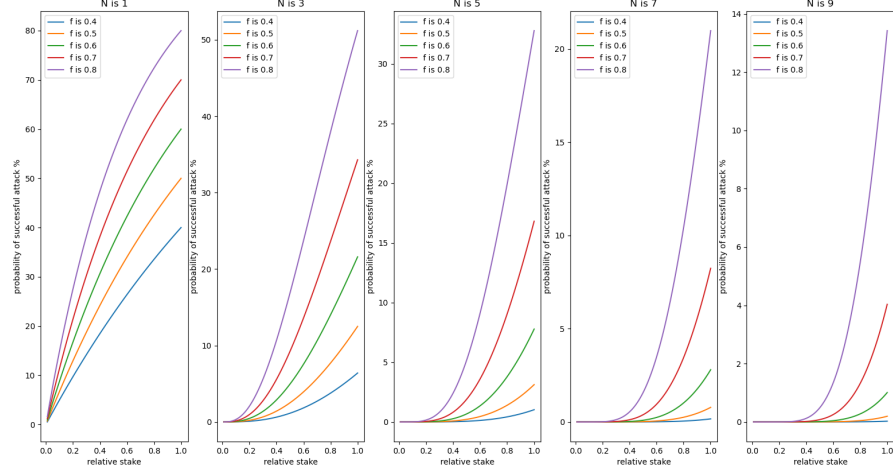 N is 1
f is 0.4
f is 0.5
f is 0.6
f is 0.7
f is 0.8
80
70
60
50
40
30
20
10
0
probability of successful attack %
0.0 0.2 0.4 0.6 0.8 1.0
relative stake
N is 3
f is 0.4
f is 0.5
f is 0.6
f is 0.7
f is 0.8
50
40
30
20
10
0
probability of successful attack %
0.0 0.2 0.4 0.6 0.8 1.0
relative stake
N is 5
f is 0.4
f is 0.5
f is 0.6
f is 0.7
f is 0.8
30
25
20
15
10
5
0
probability of successful attack %
0.0 0.2 0.4 0.6 0.8 1.0
relative stake
N is 7
f is 0.4
f is 0.5
f is 0.6
f is 0.7
f is 0.8
20
15
10
5
0
probability of successful attack %
0.0 0.2 0.4 0.6 0.8 1.0
relative stake
N is 9
f is 0.4
f is 0.5
f is 0.6
f is 0.7
f is 0.8
14
12
10
8
6
4
2
0
probability of successful attack %
0.0 0.2 0.4 0.6 0.8 1.0
relative stake